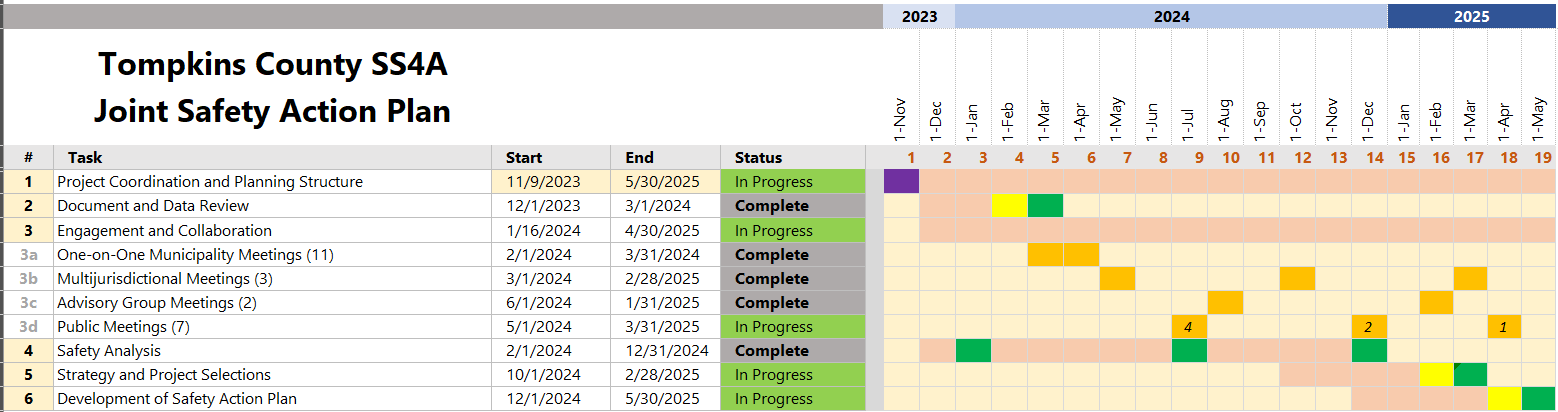 2023 2024 2025
Tompkins County SS4A
Joint Safety Action Plan
1-Nov 1-Dec 1-Jan 1-Feb 1-Mar 1-Apr 1-May 1-Jun 1-Jul 1-Aug 1-Sep 1-Oct 1-Nov 1-Dec 1-Jan 1-Feb 1-Mar 1-Apr 1-May
# Task Start End Status 1 2 3 4 5 6 7 8 9 10 11 12 13 14 15 16 17 18 19
1 Project Coordination and Planning Structure 11/9/2023 5/30/2025 In Progress
2 Document and Data Review 12/1/2023 3/1/2024 Complete
3 Engagement and Collaboration 1/16/2024 4/30/2025 In Progress
3a One-on-One Municipality Meetings (11) 2/1/2024 3/31/2024 Complete
3b Multijurisdictional Meetings (3) 3/1/2024 2/28/2025 Complete
3c Advisory Group Meetings (2) 6/1/2024 1/31/2025 Complete
3d Public Meetings (7) 5/1/2024 3/31/2025 In Progress 4 2 1
4 Safety Analysis 2/1/2024 12/31/2024 Complete
5 Strategy and Project Selections 10/1/2024 2/28/2025 In Progress
6 Development of Safety Action Plan 12/1/2024 5/30/2025 In Progress